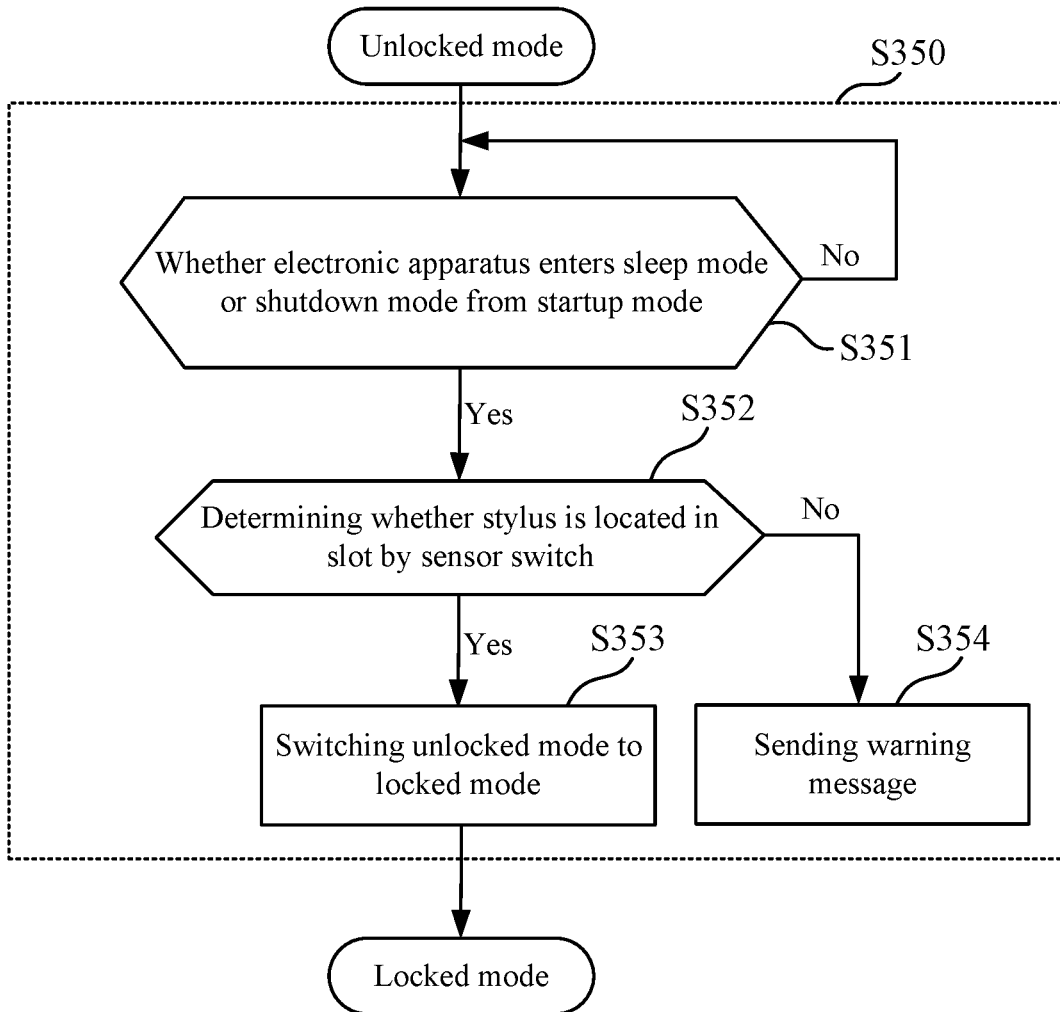 Unlocked mode
S350
Whether electronic apparatus enters sleep mode
or shutdown mode from startup mode
No
S351
Yes
S352
Determining whether stylus is located in
slot by sensor switch
No
Yes
S353
S354
Switching unlocked mode to
locked mode
Sending warning
message
Locked mode